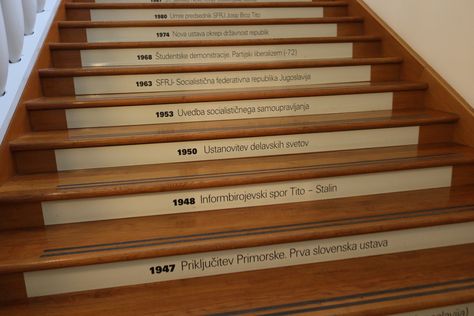 1980 Umre predsednik SFRJ Josip Broz Tito
1974 Nova ustava okrepi državnost republik
1968 Študentske demonstracije. Partijski liberalizem (-72)
1963 SFRJ- Socialistična federativna republika Jugoslavija
1953 Uvedba socialističnega samoupravljanja
1950 Ustanovitev delavskih svetov
1948 Informbirojevski spor Tito – Stalin
1947 Priključitev Primorske. Prva slovenska ustava